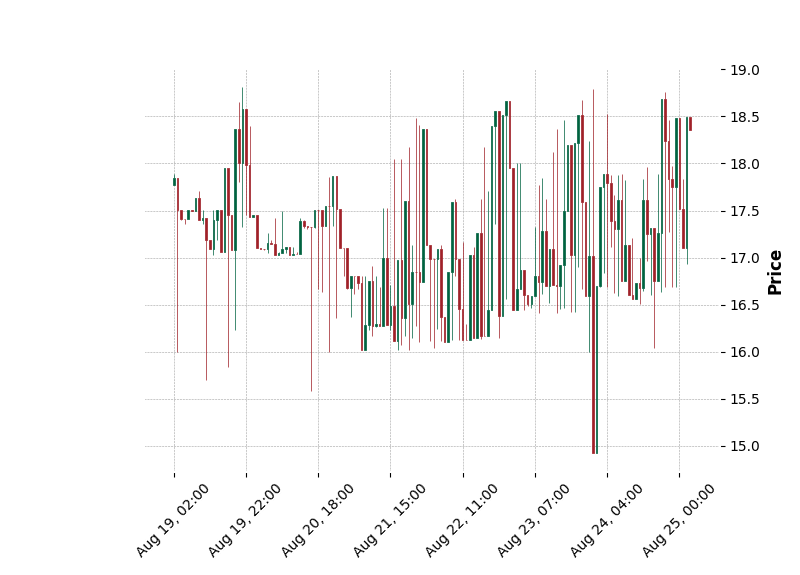 19.0
18.5
18.0
17.5
17.0
16.5
16.0
15.5
15.0
Price
Aug 19, 02:00
Aug 19, 22:00
Aug 20, 18:00
Aug 21, 15:00
Aug 22, 11:00
Aug 23, 07:00
Aug 24, 04:00
Aug 25, 00:00